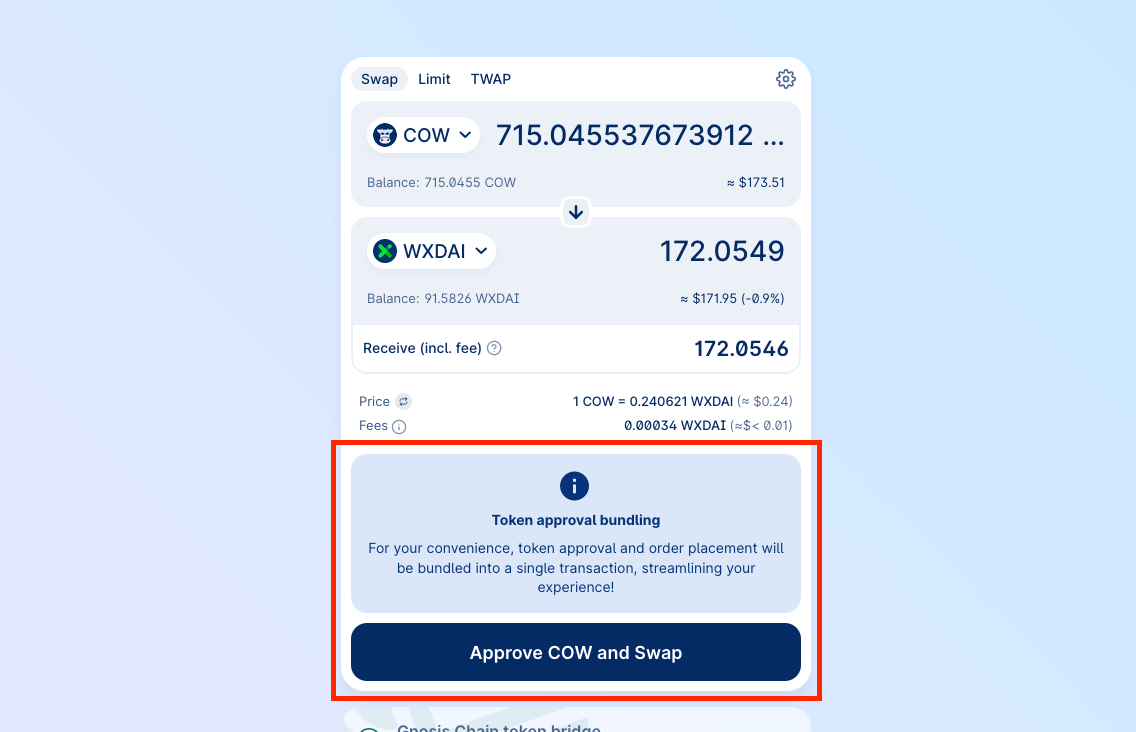 Swap Limit TWAP
COW 715.045537673912 ...
Balance: 715.0455 COW ≈ $173.51
WXDAI 172.0549
Balance: 91.5826 WXDAI ≈ $171.95 (-0.9%)
Receive (incl. fee) 172.0546
Price 1 COW = 0.240621 WXDAI (≈ $0.24)
Fees 0.00034 WXDAI (≈$< 0.01)
Token approval bundling
For your convenience, token approval and order placement will
be bundled into a single transaction, streamlining your
experience!
Approve COW and Swap
Gnosis Chain token bridge